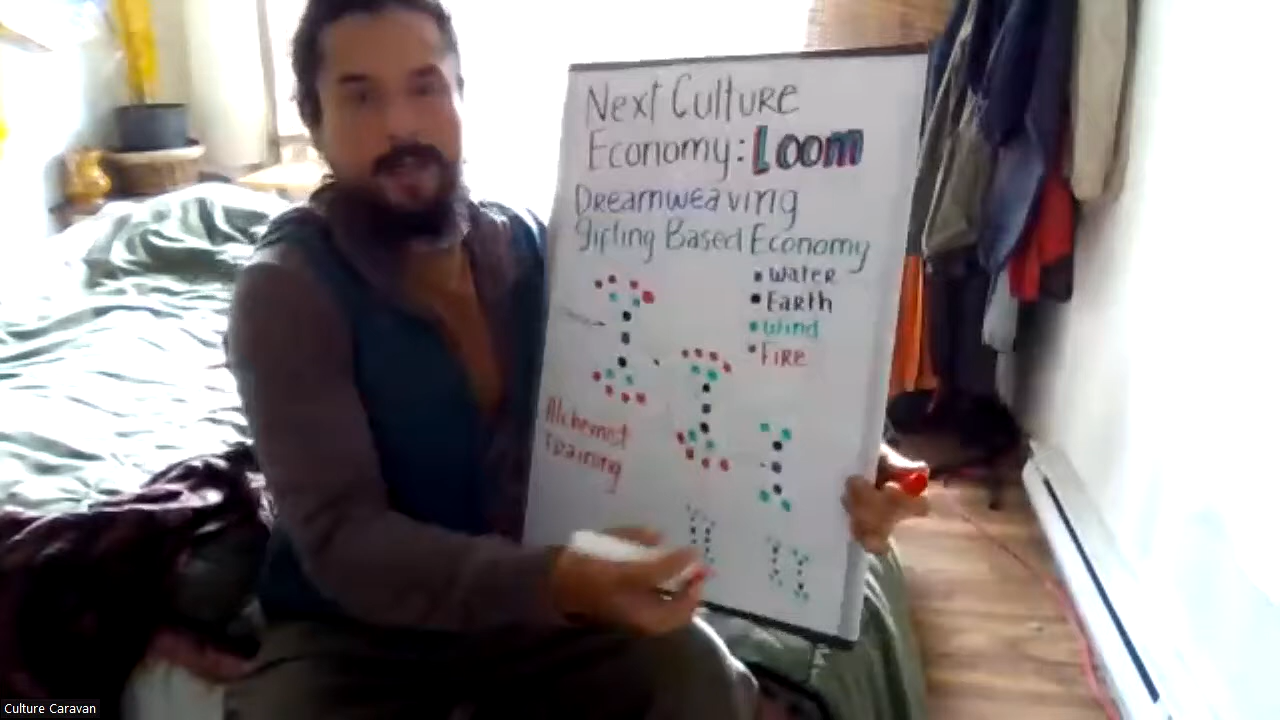 Next Culture
Economy: Loom
Dreamweaving
Gifting Based Economy
Water
Earth
Wind
Fire
Alchemist
Training
Culture Caravan